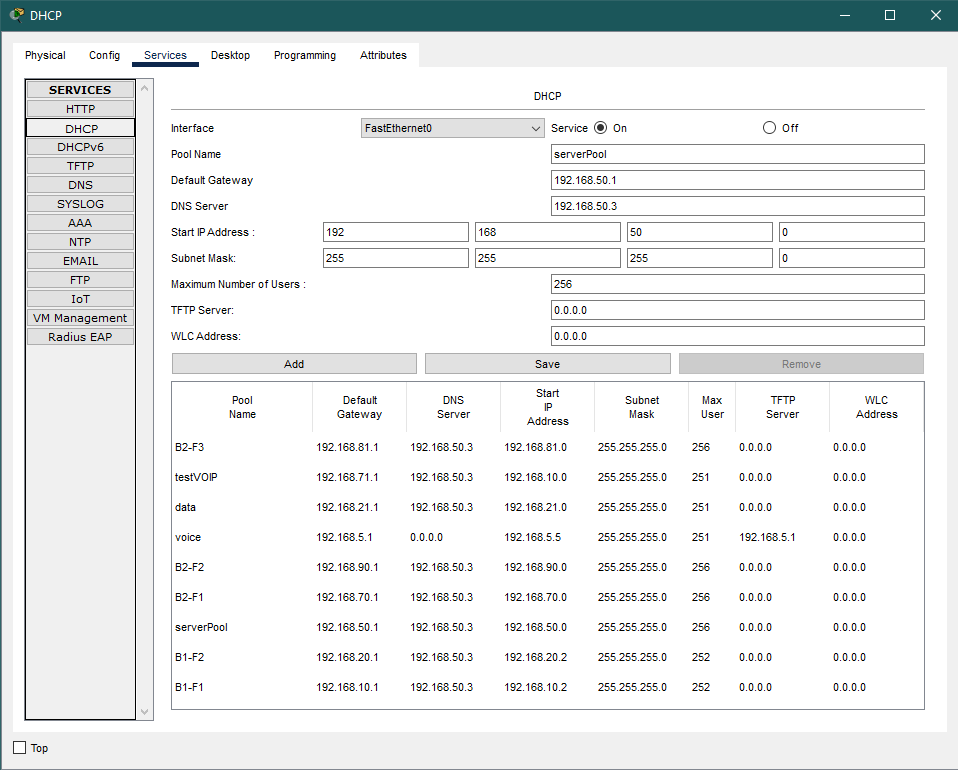 DHCP
Physical Config Services Desktop Programming Attributes
SERVICES
HTTP
DHCP
DHCPv6
TFTP
DNS
SYSLOG
AAA
NTP
EMAIL
FTP
IoT
VM Management
Radius EAP
DHCP
Interface FastEthernet0 Service On Off
Pool Name serverPool
Default Gateway 192.168.50.1
DNS Server 192.168.50.3
Start IP Address : 192 168 50 0
Subnet Mask: 255 255 255 0
Maximum Number of Users : 256
TFTP Server: 0.0.0.0
WLC Address: 0.0.0.0
Add Save Remove
Pool Name Default Gateway DNS Server Start IP Address Subnet Mask Max User TFTP Server WLC Address
B2-F3 192.168.81.1 192.168.50.3 192.168.81.0 255.255.255.0 256 0.0.0.0 0.0.0.0
testVOIP 192.168.71.1 192.168.50.3 192.168.10.0 255.255.255.0 251 0.0.0.0 0.0.0.0
data 192.168.21.1 192.168.50.3 192.168.21.0 255.255.255.0 251 0.0.0.0 0.0.0.0
voice 192.168.5.1 0.0.0.0 192.168.5.5 255.255.255.0 251 192.168.5.1 0.0.0.0
B2-F2 192.168.90.1 192.168.50.3 192.168.90.0 255.255.255.0 256 0.0.0.0 0.0.0.0
B2-F1 192.168.70.1 192.168.50.3 192.168.70.0 255.255.255.0 256 0.0.0.0 0.0.0.0
serverPool 192.168.50.1 192.168.50.3 192.168.50.0 255.255.255.0 256 0.0.0.0 0.0.0.0
B1-F2 192.168.20.1 192.168.50.3 192.168.20.2 255.255.255.0 252 0.0.0.0 0.0.0.0
B1-F1 192.168.10.1 192.168.50.3 192.168.10.2 255.255.255.0 252 0.0.0.0 0.0.0.0
Top